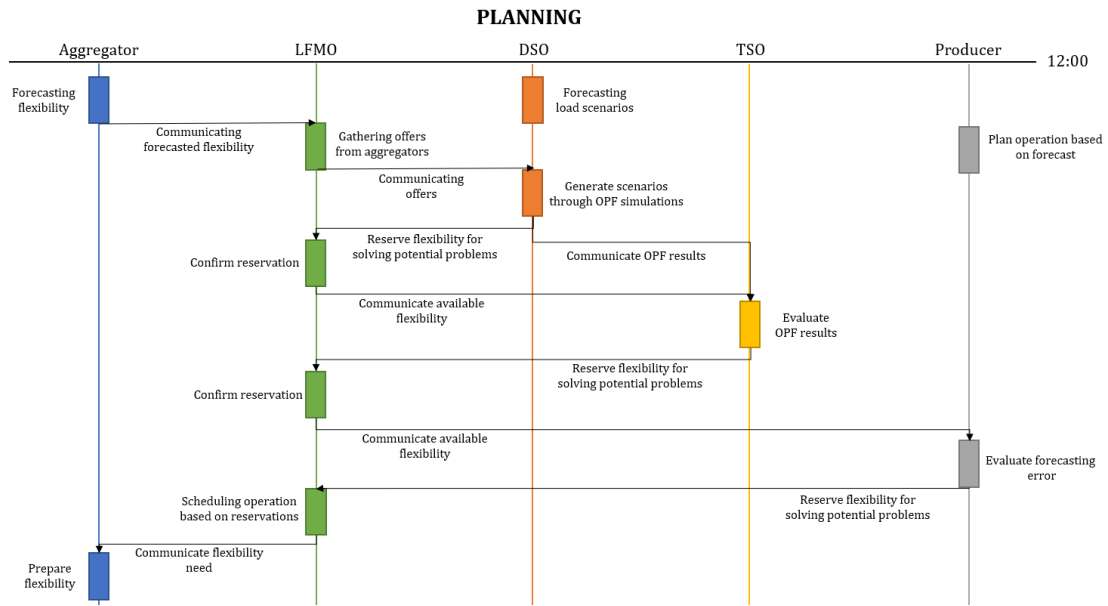 PLANNING
Aggregator
LFMO
DSO
TSO
Producer
12:00
Forecasting
flexibility
Forecasting
load scenarios
Communicating
forecasted flexibility
Gathering offers
from aggregators
Plan operation based
on forecast
Communicating
offers
Generate scenarios
through OPF simulations
Reserve flexibility for
solving potential problems
Communicate OPF results
Confirm reservation
Communicate available
flexibility
Evaluate
OPF results
Reserve flexibility for
solving potential problems
Confirm reservation
Communicate available
flexibility
Evaluate forecasting
error
Scheduling operation
based on reservations
Reserve flexibility for
solving potential problems
Communicate flexibility
need
Prepare
flexibility